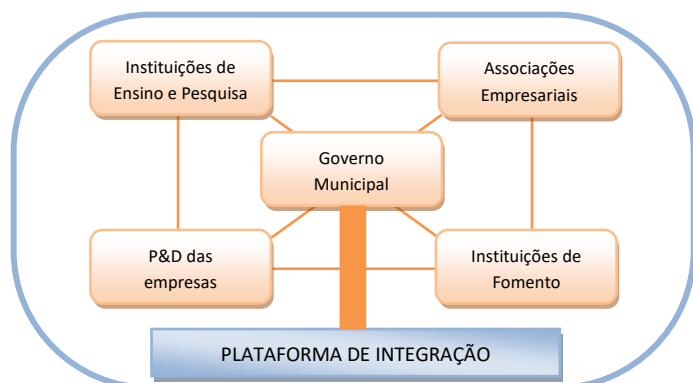 Instituições de
Ensino e Pesquisa
Associações
Empresariais
Governo
Municipal
P&D das
empresas
Instituições de
Fomento
PLATAFORMA DE INTEGRAÇÃO